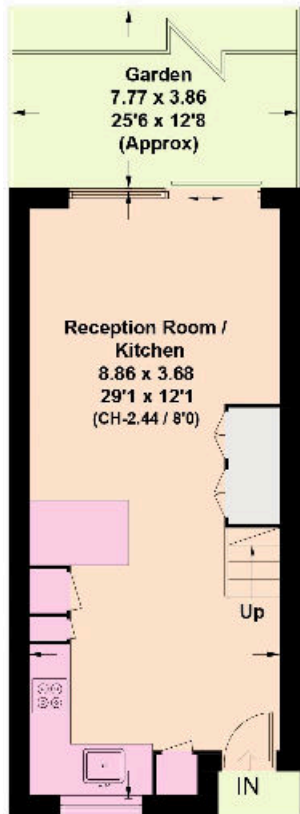 Garden
7.77 x 3.86
25'6 x 12'8
(Approx)
Reception Room /
Kitchen
8.86 x 3.68
29'1 x 12'1
(CH-2.44 / 8'0)
Up
IN